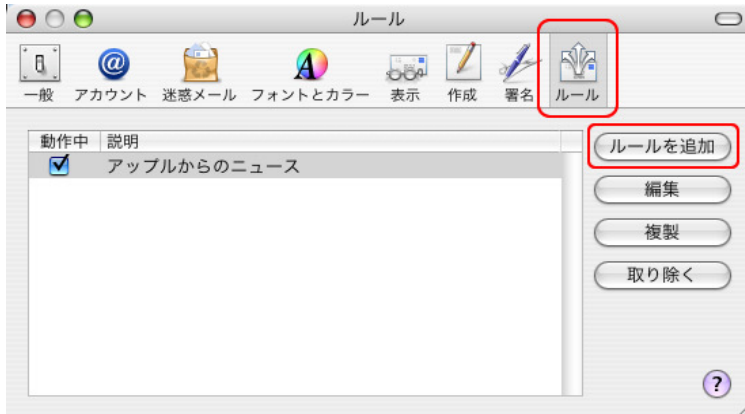 ルール
一般 アカウント 迷惑メール フォントとカラー 表示 作成 署名 ルール
動作中 説明
アップルからのニュース
ルールを追加
編集
複製
取り除く
?